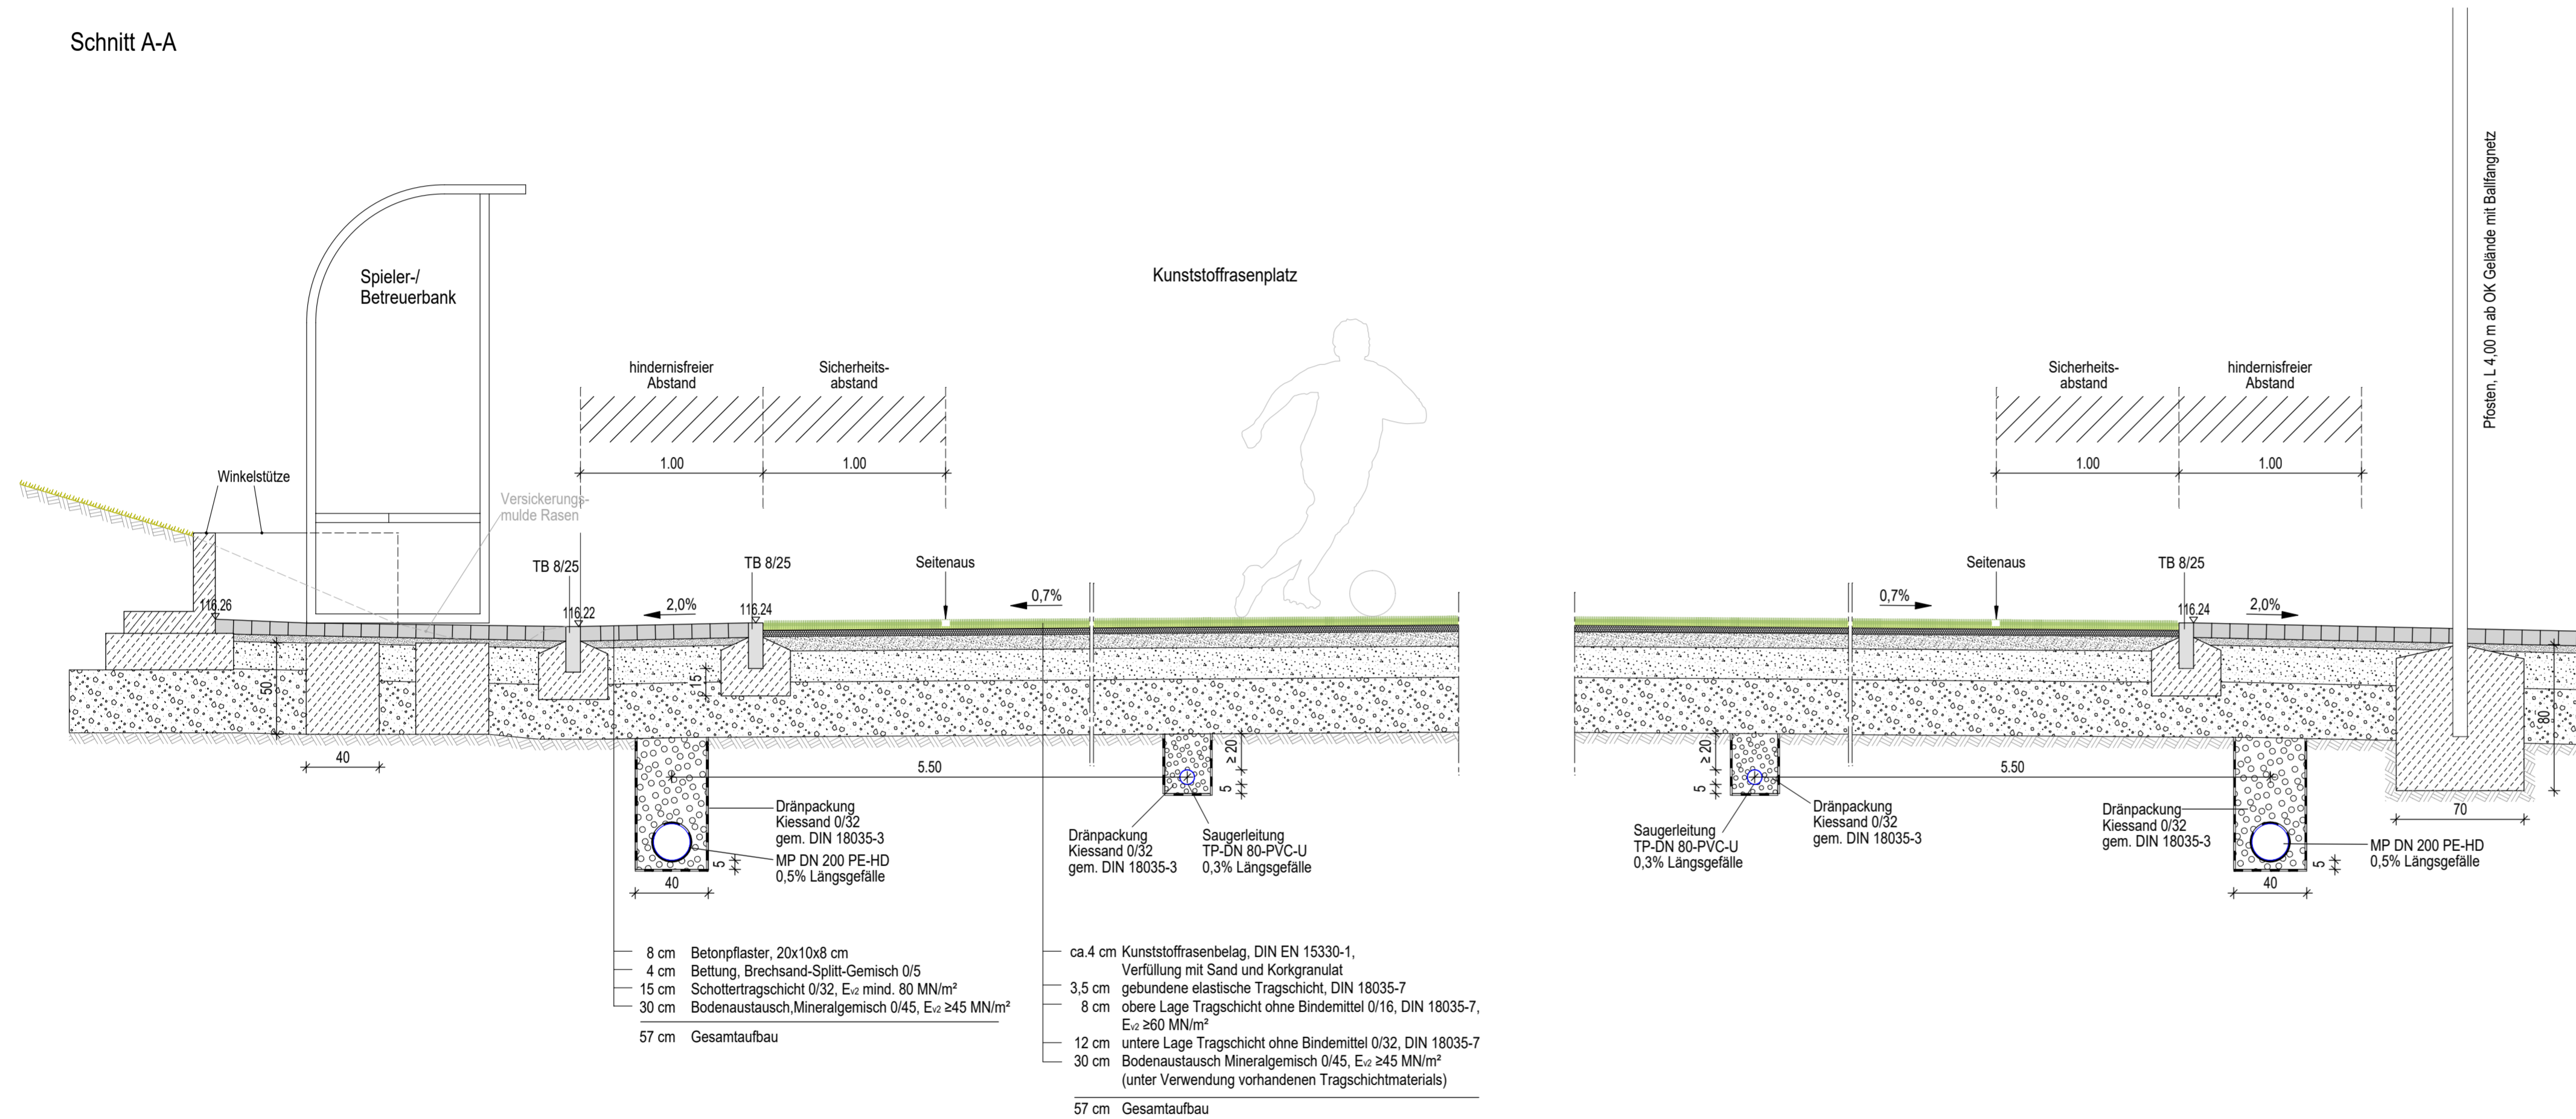 Schnitt A-A
Spieler-/
Betreuerbank
Kunststoffrasenplatz
Pfosten, L 4,00 m ab OK Gelände mit Ballfangnetz
hindernisfreier
Abstand
Sicherheits-
abstand
1.00
1.00
Sicherheits-
abstand
hindernisfreier
Abstand
1.00
1.00
Winkelstütze
Versickerungs-
mulde Rasen
TB 8/25
TB 8/25
Seitenaus
Seitenaus
TB 8/25
116.26
116.22
2,0%
116.24
0,7%
0,7%
116.24
2,0%
50
15
80
40
5.50
≥20
5
≥20
5
5.50
70
Dränpackung
Kiessand 0/32
gem. DIN 18035-3
MP DN 200 PE-HD
0,5% Längsgefälle
5
40
Dränpackung
Kiessand 0/32
gem. DIN 18035-3
Saugerleitung
TP-DN 80-PVC-U
0,3% Längsgefälle
Saugerleitung
TP-DN 80-PVC-U
0,3% Längsgefälle
Dränpackung
Kiessand 0/32
gem. DIN 18035-3
Dränpackung
Kiessand 0/32
gem. DIN 18035-3
MP DN 200 PE-HD
0,5% Längsgefälle
5
40
8 cm Betonpflaster, 20x10x8 cm
4 cm Bettung, Brechsand-Splitt-Gemisch 0/5
15 cm Schottertragschicht 0/32, Ev2 mind. 80 MN/m²
30 cm Bodenaustausch,Mineralgemisch 0/45, Ev2 ≥45 MN/m²
57 cm Gesamtaufbau
ca.4 cm Kunststoffrasenbelag, DIN EN 15330-1,
Verfüllung mit Sand und Korkgranulat
3,5 cm gebundene elastische Tragschicht, DIN 18035-7
8 cm obere Lage Tragschicht ohne Bindemittel 0/16, DIN 18035-7,
Ev2 ≥60 MN/m²
12 cm untere Lage Tragschicht ohne Bindemittel 0/32, DIN 18035-7
30 cm Bodenaustausch Mineralgemisch 0/45, Ev2 ≥45 MN/m²
(unter Verwendung vorhandenen Tragschichtmaterials)
57 cm Gesamtaufbau